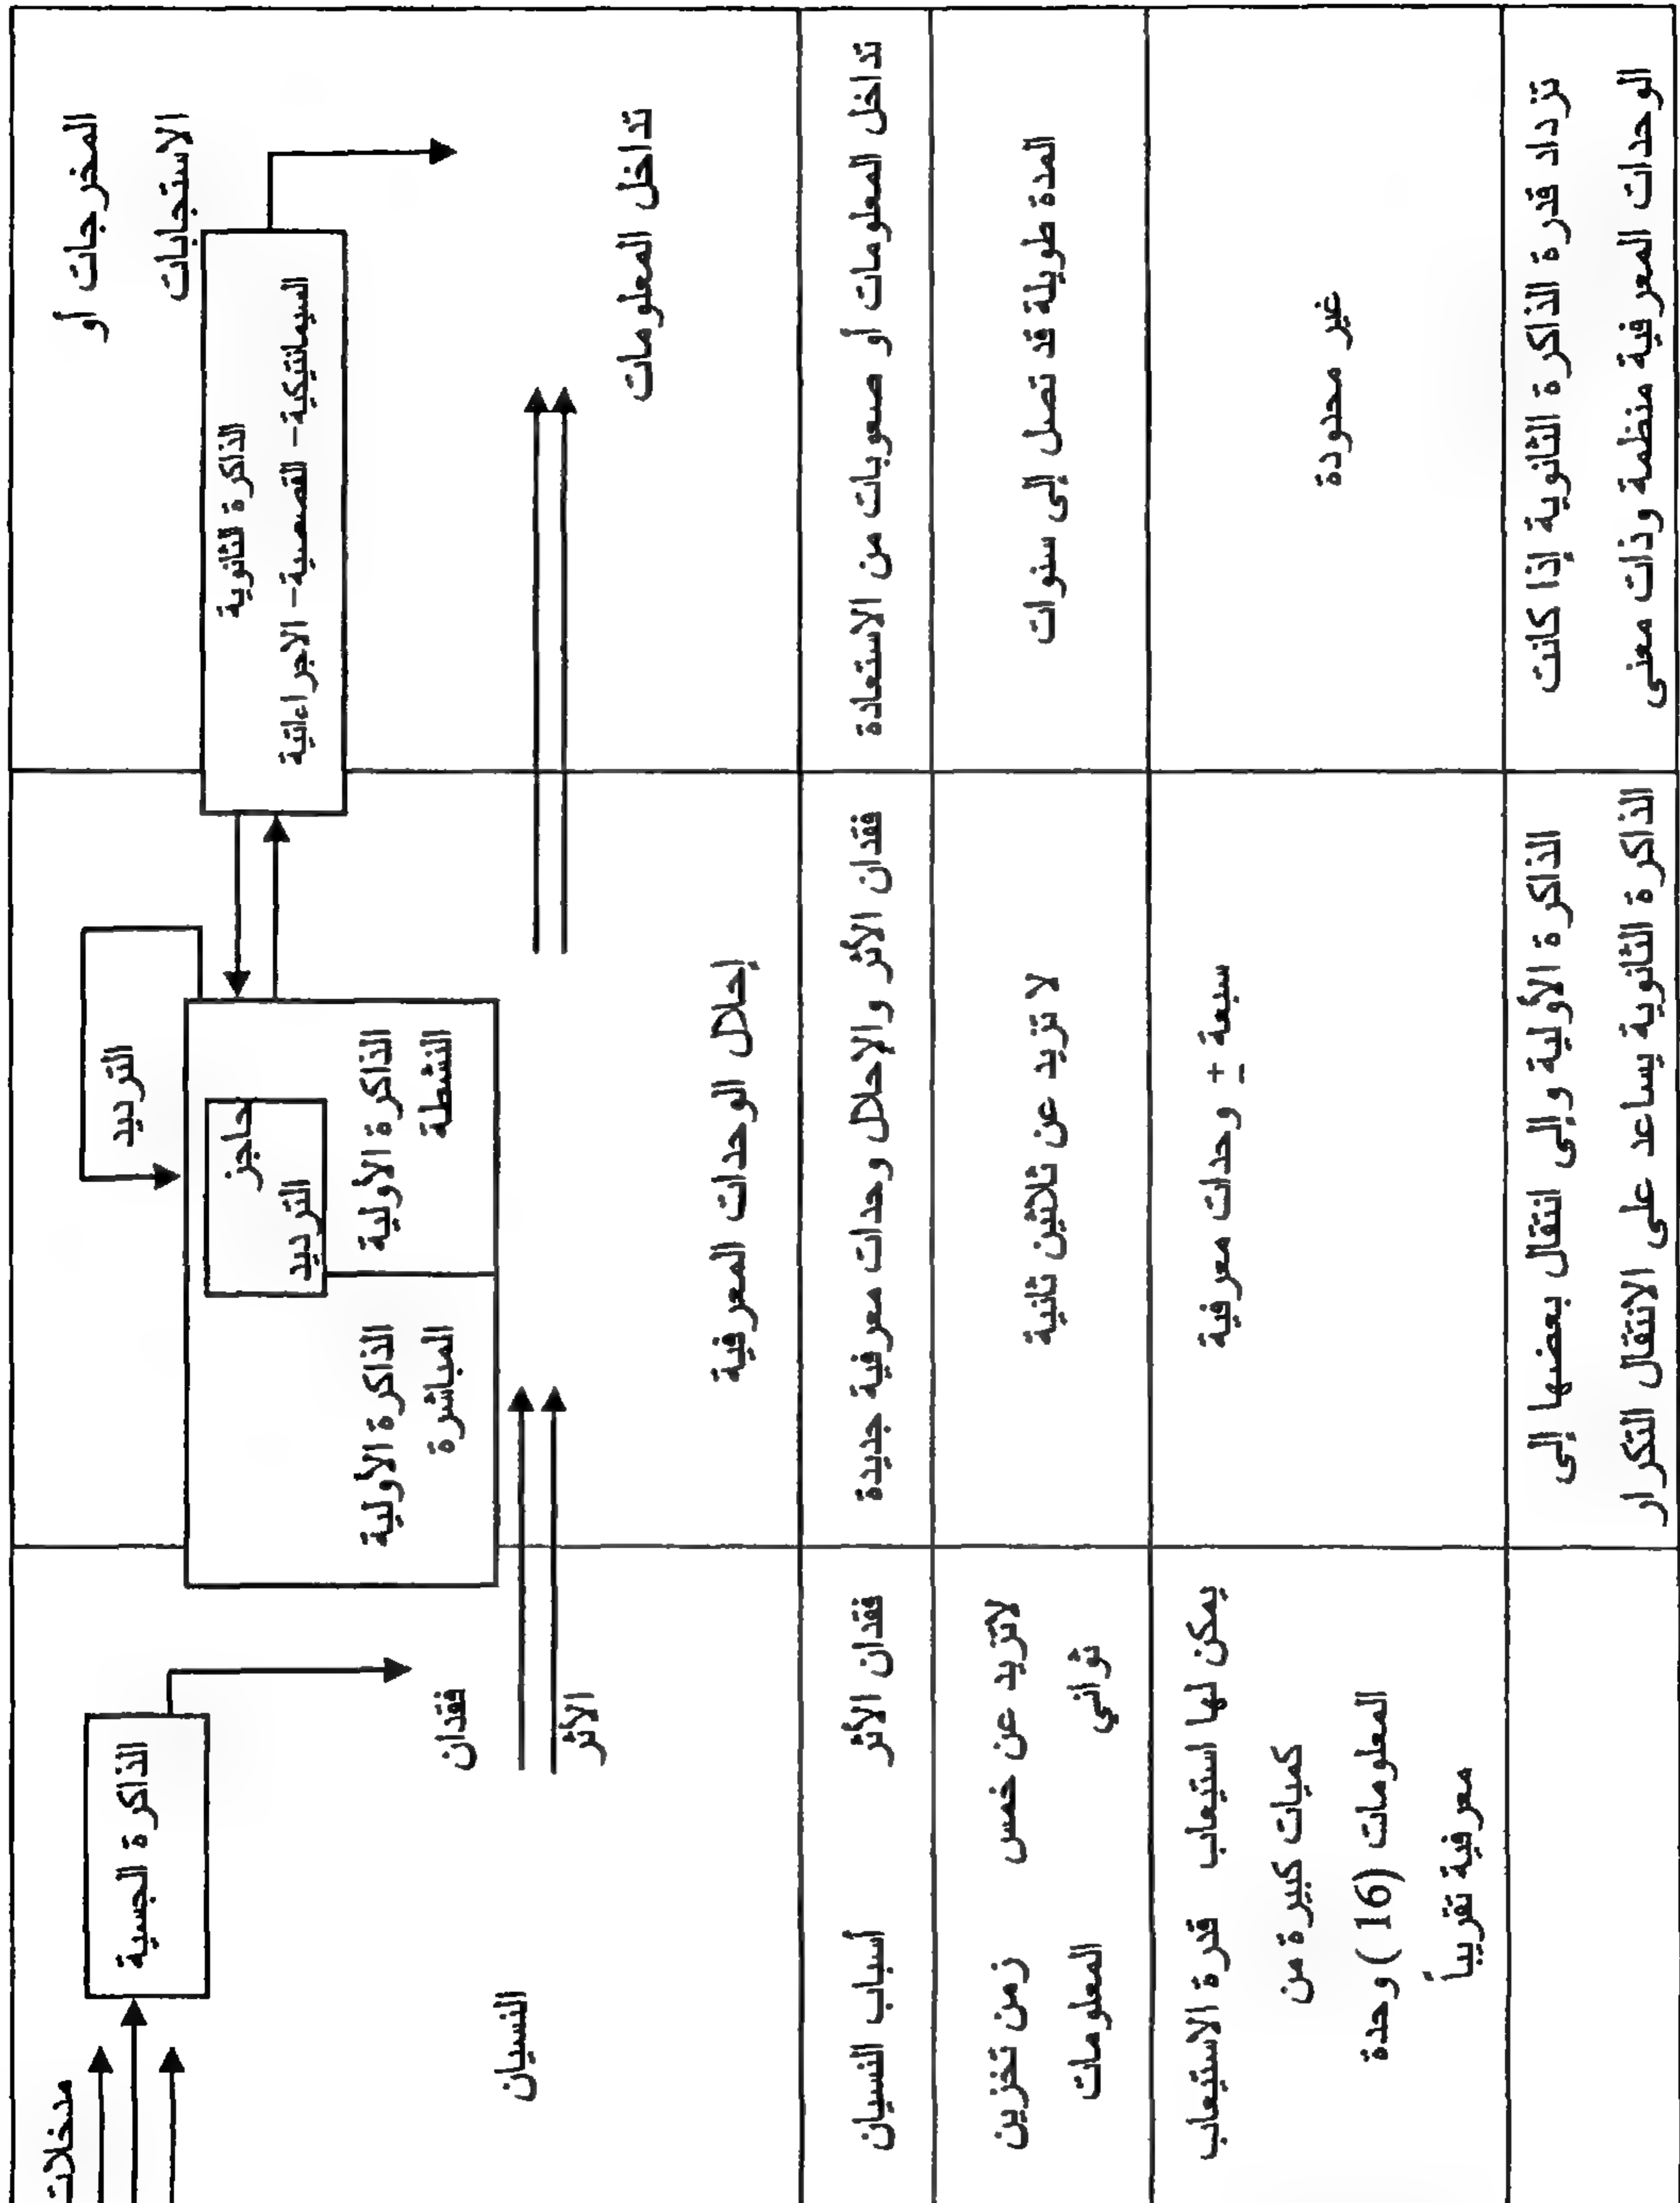 مدخلات
الذاكرة الحسية
فقدان
الأثر
النسيان
الترديد
حاجز
الترديد
الذاكرة الأولية
المباشرة
الذاكرة الأولية
النشطة
إحلال الوحدات المعرفية
المخرجات أو
الاستجابات
الذاكرة الثانوية
السيمانتيكية - القصصية - الاجراءاتية
تداخل المعلومات
أسباب النسيان
فقدان الأثر
فقدان الأثر والإحلال وحدات معرفية جديدة
تداخل المعلومات أو صعوبات من الاستعادة
زمن تخزين
المعلومات
لاتزيد عن خمس
ثواني
لا تزيد عن ثلاثين ثانية
المدة طويلة قد تصل إلى سنوات
قدرة الاستيعاب
يمكن لها استيعاب
كميات كبيرة من
المعلومات (16) وحدة
معرفية تقريباً
سبعة ± وحدات معرفية
غير محدودة
الذاكرة الأولية وإلى انتقال بعضها إلى
الذاكرة الثانوية يساعد على الانتقال التكرار
تزداد قدرة الذاكرة الثانوية إذا كانت
الوحدات المعرفية منظمة وذات معنى